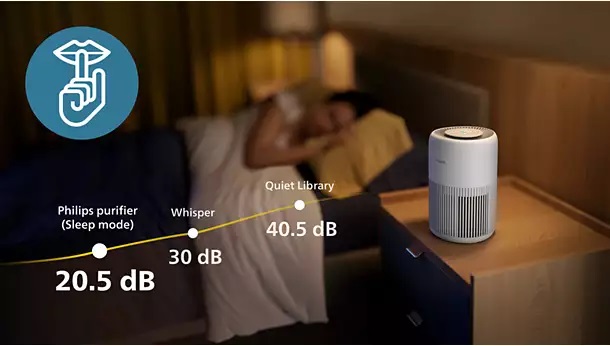 Philips purifier
(Sleep mode)
20.5 dB
Whisper
30 dB
Quiet Library
40.5 dB